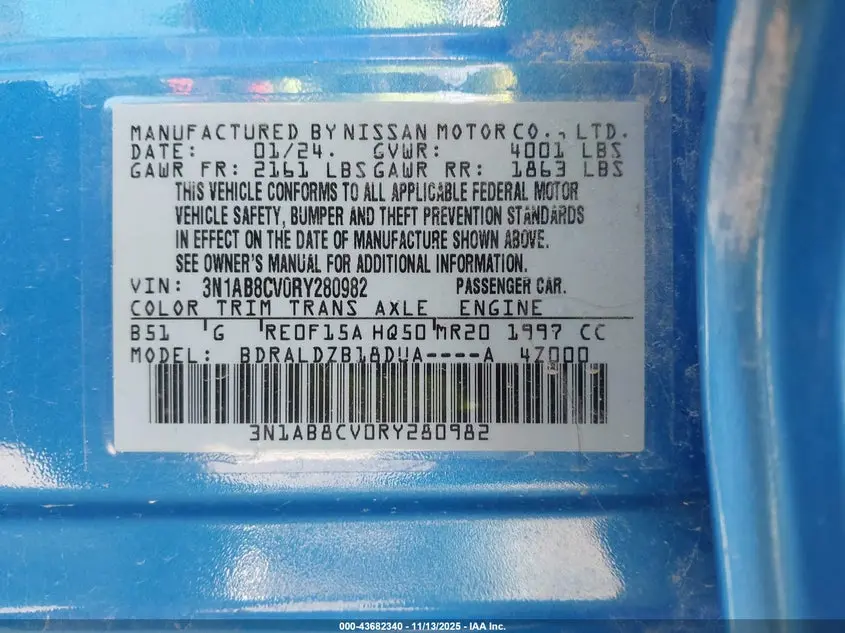 MANUFACTURED BY NISSAN MOTOR CO., LTD.
DATE: 01/24. GVWR: 4001 LBS
GAWR FR: 2161 LBS GAWR RR: 1863 LBS
THIS VEHICLE CONFORMS TO ALL APPLICABLE FEDERAL MOTOR
VEHICLE SAFETY, BUMPER AND THEFT PREVENTION STANDARDS
IN EFFECT ON THE DATE OF MANUFACTURE SHOWN ABOVE.
SEE OWNER'S MANUAL FOR ADDITIONAL INFORMATION.
VIN: 3N1AB8CV0RY280982 PASSENGER CAR.
COLOR TRIM TRANS AXLE ENGINE
B51 G RE0F15A HQ50 MR20 1997 CC
MODEL: BDRALDZB18DUA----A 4Z000
3N1AB8CV0RY280982
000-43682340 - 11/13/2025 - IAA Inc.